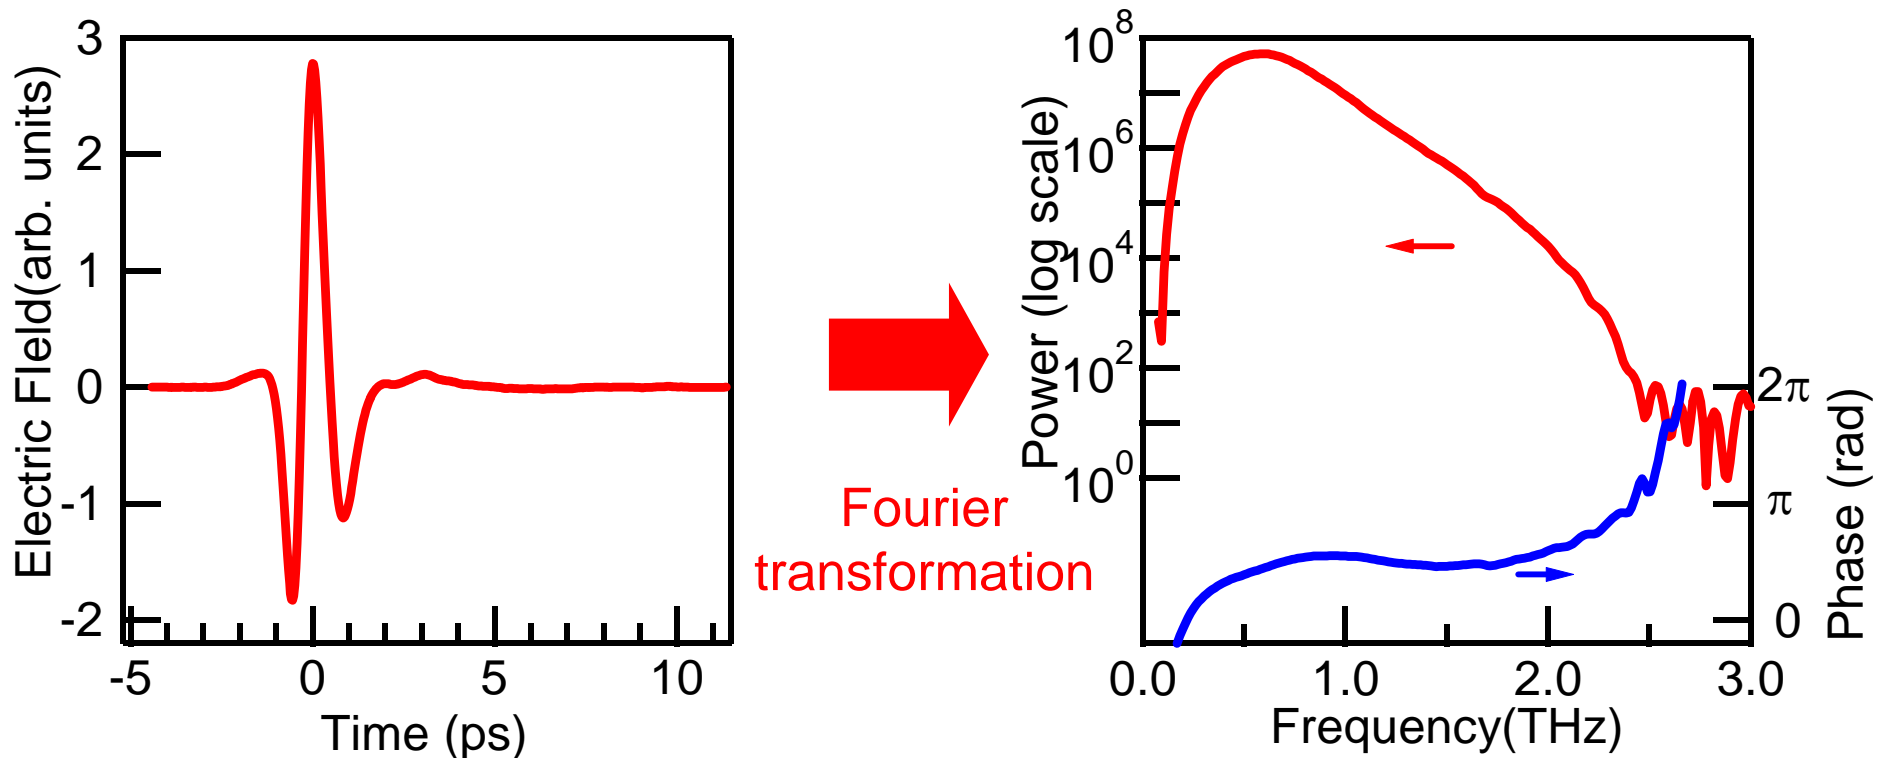 Electric FIeld(arb. units)
3
2
1
0
-1
-2
-5
0
5
10
Time (ps)
Fourier
transformation
Power (log scale)
10^8
10^6
10^4
10^2
10^0
2π
π
0
Phase (rad)
0.0
1.0
2.0
3.0
Frequency(THz)